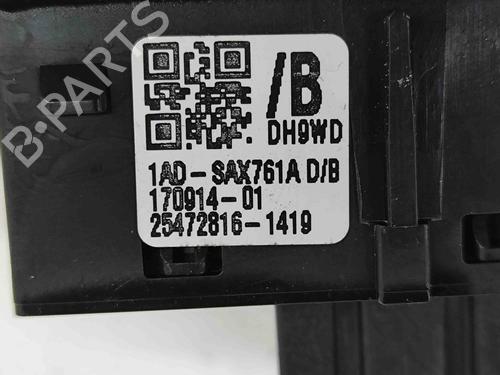 B-PARTS
/B
DH9WD
1AD-SAX761A D/B
170914-01
25472816-1419